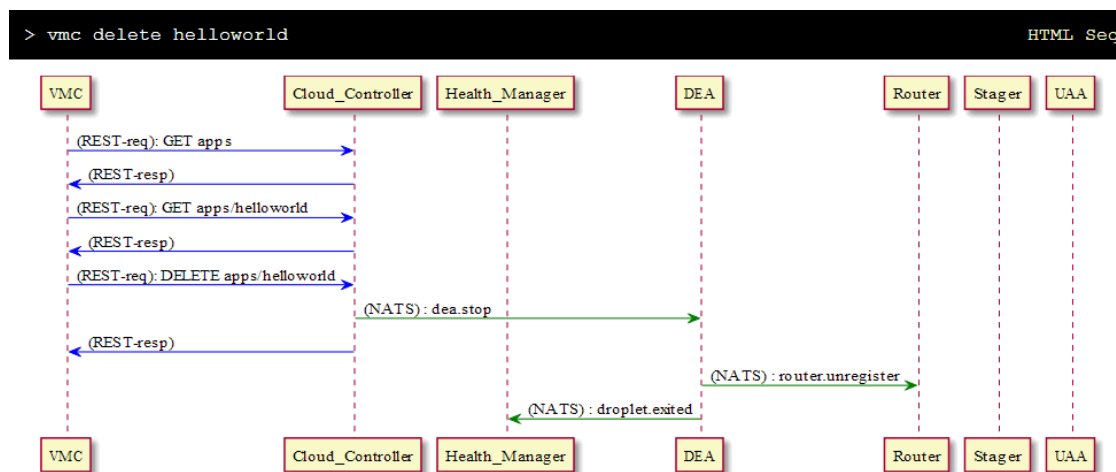 > vmc delete helloworld HTML Seq
VMC Cloud_Controller Health_Manager DEA Router Stager UAA
(REST-req): GET apps
(REST-resp)
(REST-req): GET apps/helloworld
(REST-resp)
(REST-req): DELETE apps/helloworld
(NATS) : dea.stop
(REST-resp)
(NATS) : router.unregister
(NATS) : droplet.exited
VMC Cloud_Controller Health_Manager DEA Router Stager UAA